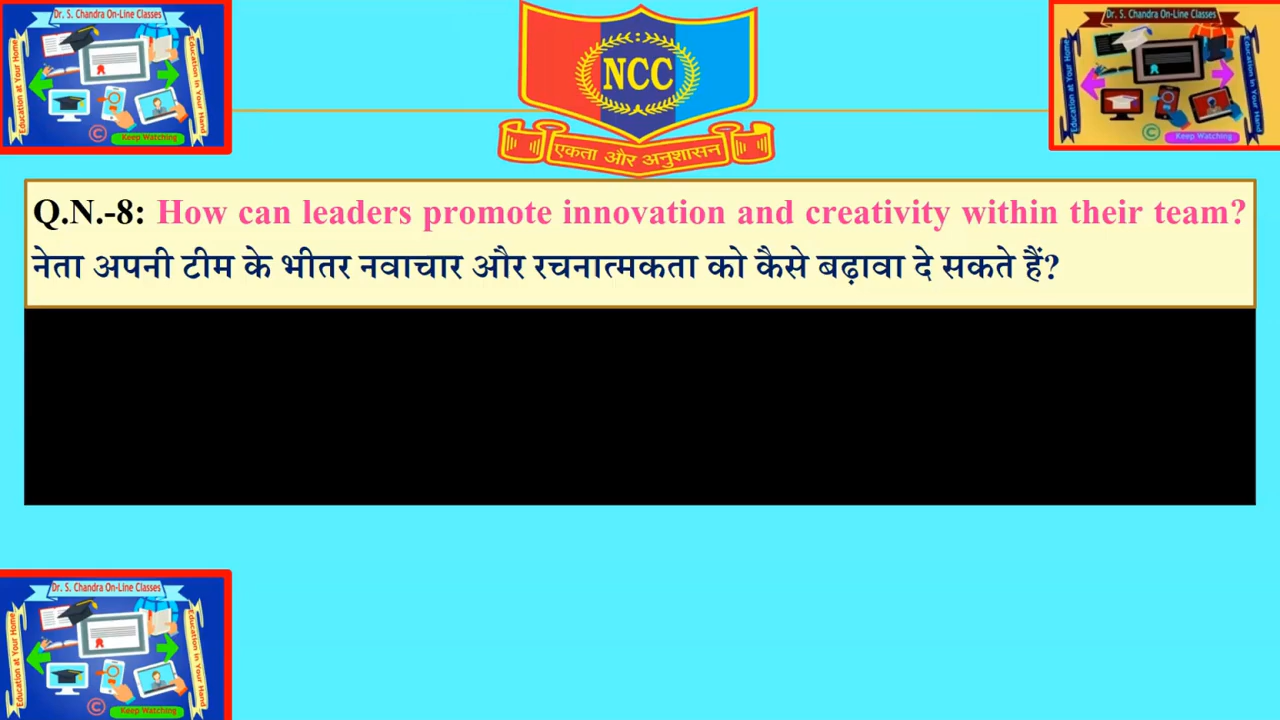 Dr. S. Chandra On-Line Classes
Education at Your Home
Education in Your Hand
© Keep Watching
NCC
एकता और अनुशासन
Dr. S. Chandra On-Line Classes
Education at Your Home
Education in Your Hand
© Keep Watching
Q.N.-8: How can leaders promote innovation and creativity within their team?
नेता अपनी टीम के भीतर नवाचार और रचनात्मकता को कैसे बढ़ावा दे सकते हैं?
Dr. S. Chandra On-Line Classes
Education at Your Home
Education in Your Hand
© Keep Watching